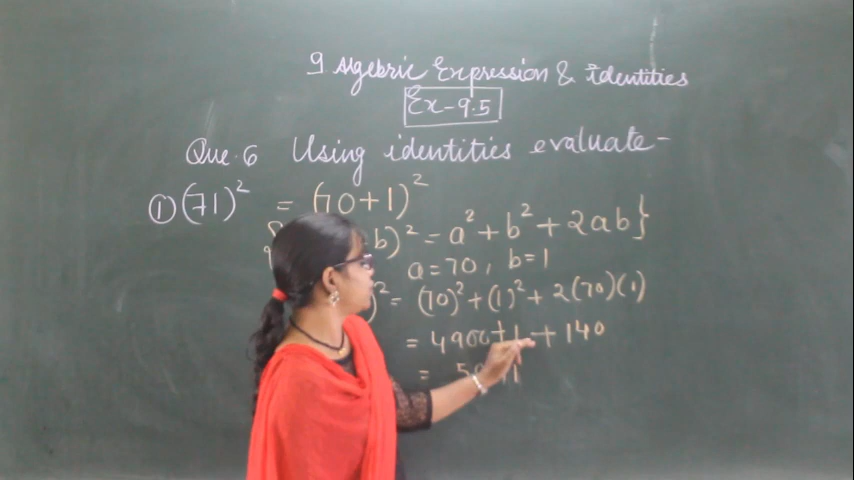 9 Algebric Expression & Identities
Ex-9.5
Que.6 Using identities evaluate-
① (71)² = (70+1)²
b)² = a² + b² + 2ab}
a=70, b=1
)² = (70)² + (1)² + 2(70)(1)
= 4900+1+140
=